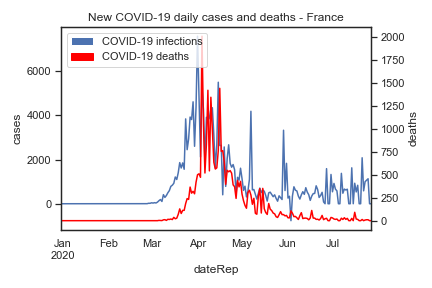 New COVID-19 daily cases and deaths - France
COVID-19 infections
COVID-19 deaths
6000
4000
2000
0
cases
2000
1750
1500
1250
1000
750
500
250
0
deaths
Jan Feb Mar Apr May Jun Jul
2020
dateRep